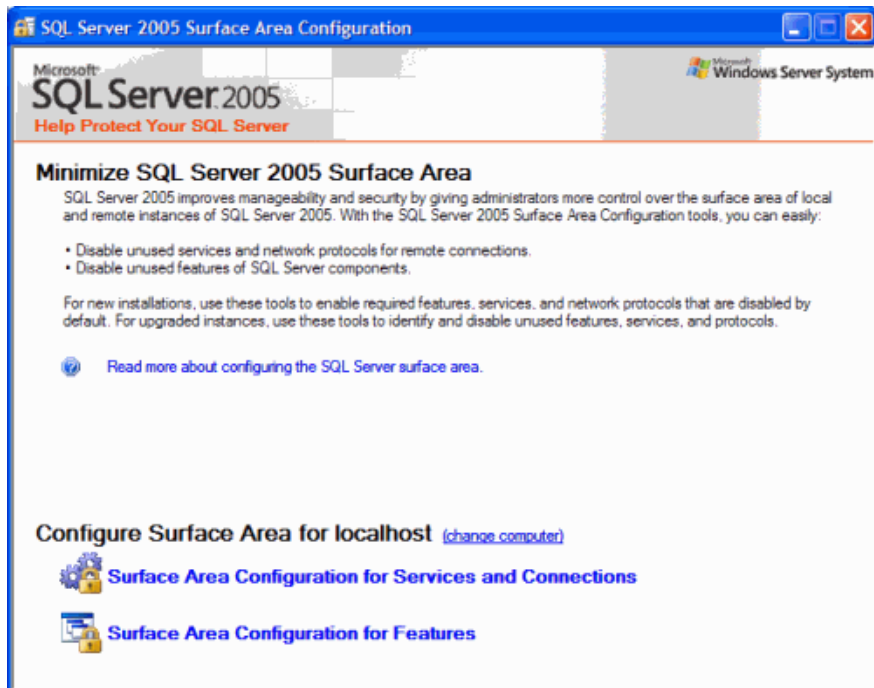 SQL Server 2005 Surface Area Configuration
Microsoft
SQL Server 2005
Help Protect Your SQL Server
Microsoft
Windows Server System
Minimize SQL Server 2005 Surface Area
SQL Server 2005 improves manageability and security by giving administrators more control over the surface area of local
and remote instances of SQL Server 2005. With the SQL Server 2005 Surface Area Configuration tools, you can easily:
• Disable unused services and network protocols for remote connections.
• Disable unused features of SQL Server components.
For new installations, use these tools to enable required features, services, and network protocols that are disabled by
default. For upgraded instances, use these tools to identify and disable unused features, services, and protocols.
Read more about configuring the SQL Server surface area.
Configure Surface Area for localhost (change computer)
Surface Area Configuration for Services and Connections
Surface Area Configuration for Features